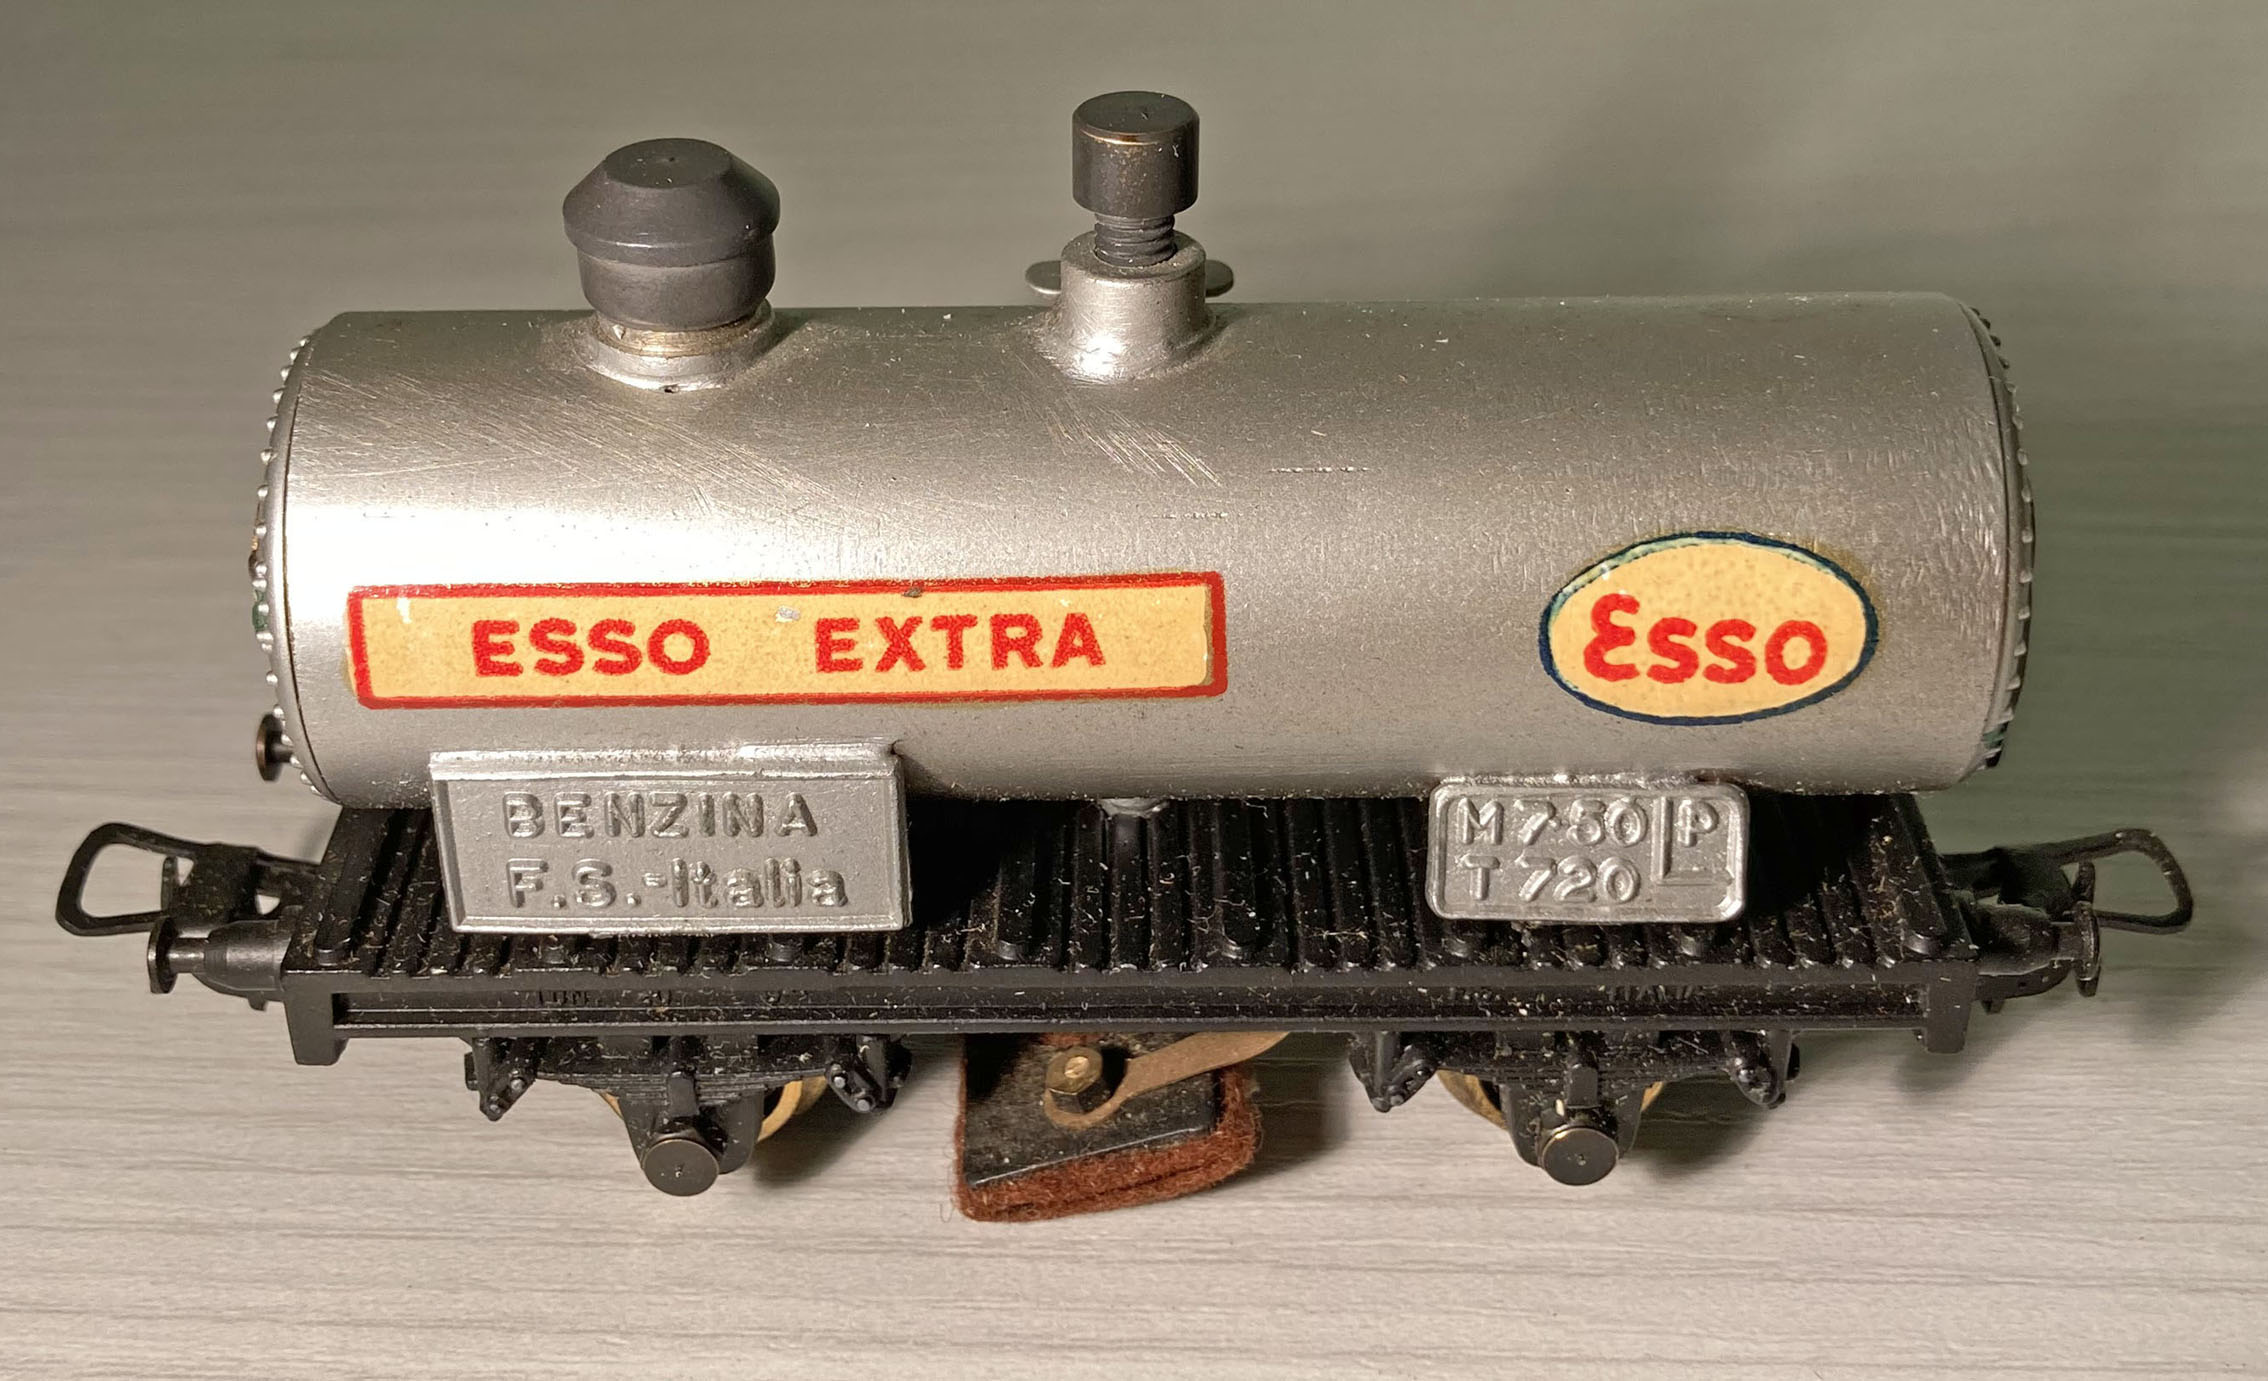 ESSO EXTRA
Esso
BENZINA
F.S.-Italia
M 7-50 P
T 720